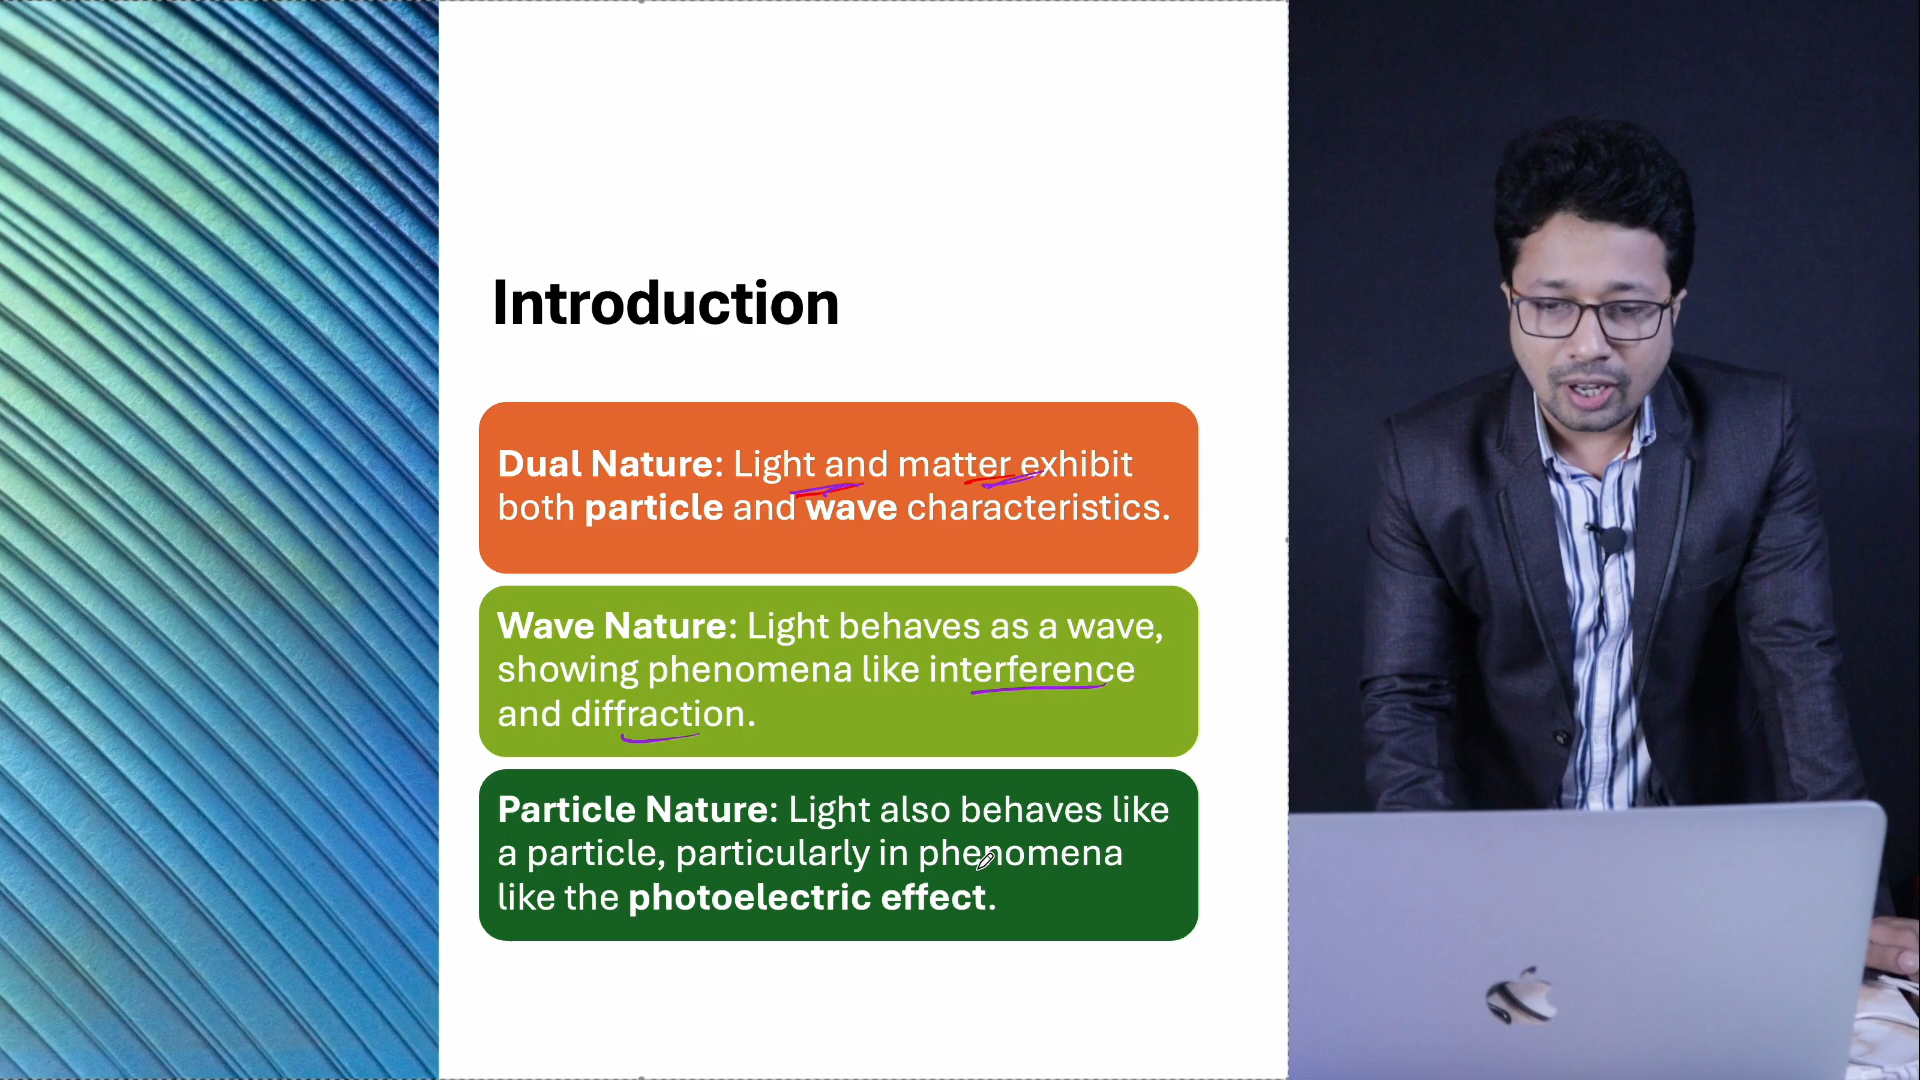 Introduction
Dual Nature: Light and matter exhibit
both particle and wave characteristics.
Wave Nature: Light behaves as a wave,
showing phenomena like interference
and diffraction.
Particle Nature: Light also behaves like
a particle, particularly in phenomena
like the photoelectric effect.